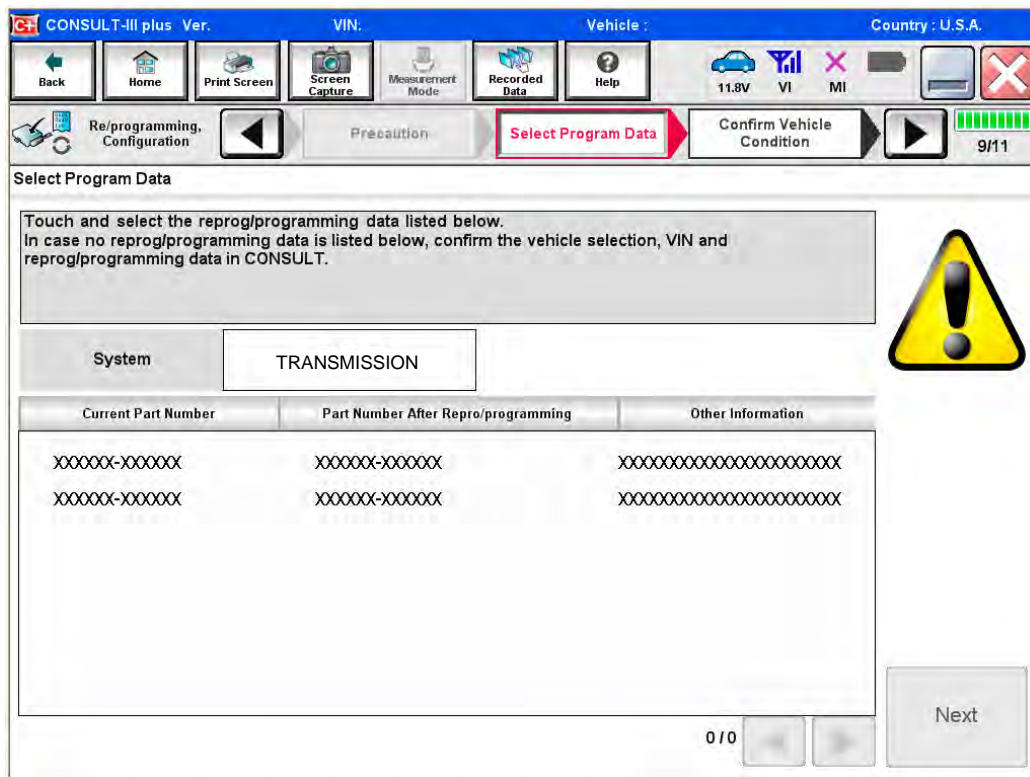 C+ CONSULT-III plus Ver. VIN: Vehicle : Country : U.S.A.
Back Home Print Screen Screen Capture Measurement Mode Recorded Data Help 11.8V VI MI
Re/programming, Configuration Precaution Select Program Data Confirm Vehicle Condition 9/11
Select Program Data
Touch and select the reprog/programming data listed below.
In case no reprog/programming data is listed below, confirm the vehicle selection, VIN and
reprog/programming data in CONSULT.
System TRANSMISSION
Current Part Number Part Number After Repro/programming Other Information
XXXXXX-XXXXXX XXXXXX-XXXXXX XXXXXXXXXXXXXXXXXXXXXX
XXXXXX-XXXXXX XXXXXX-XXXXXX XXXXXXXXXXXXXXXXXXXXXX
Next
0/0